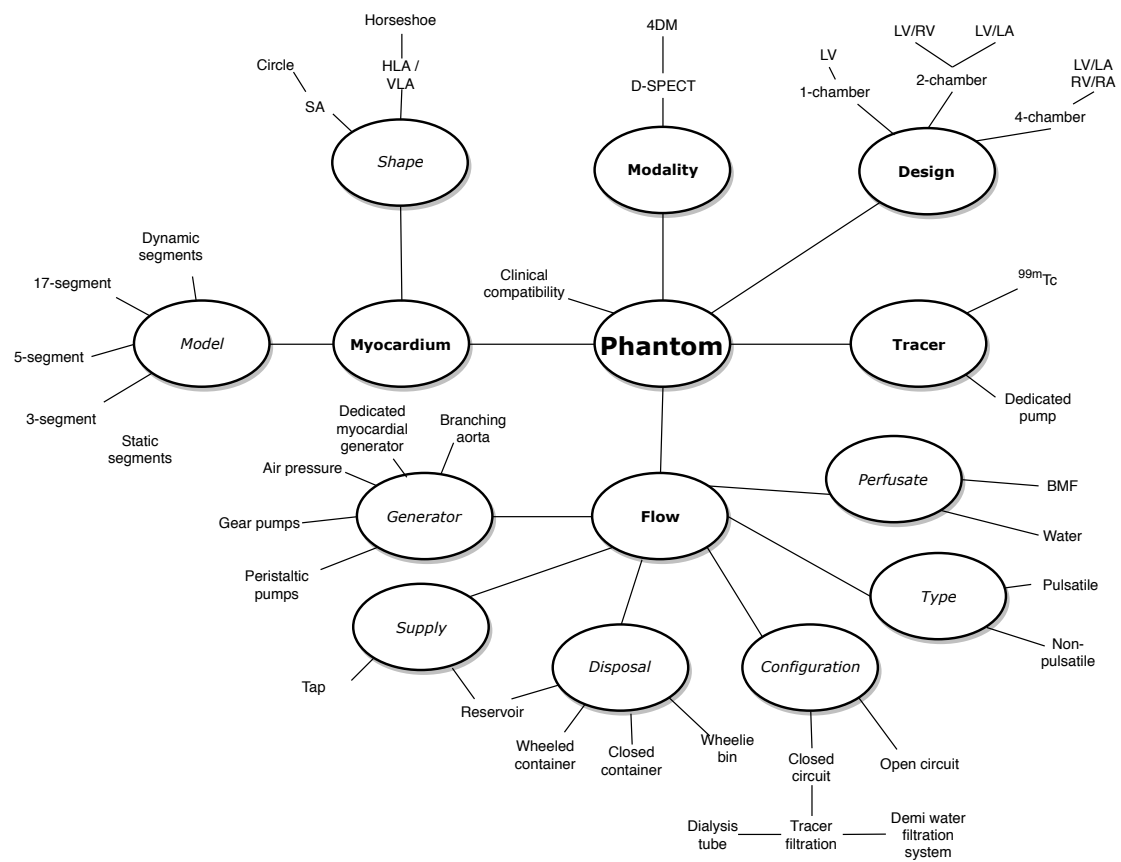 Horseshoe
HLA /
VLA
Circle
SA
Shape
4DM
D-SPECT
Modality
LV/RV
LV/LA
LV
1-chamber
2-chamber
LV/LA
RV/RA
4-chamber
Design
Dynamic
segments
17-segment
5-segment
3-segment
Static
segments
Model
Myocardium
Clinical
compatibility
Phantom
Tracer
99mTc
Dedicated
pump
Dedicated
myocardial
generator
Branching
aorta
Air pressure
Gear pumps
Peristaltic
pumps
Generator
Flow
Perfusate
BMF
Water
Type
Pulsatile
Non-
pulsatile
Supply
Tap
Reservoir
Disposal
Wheeled
container
Closed
container
Wheelie
bin
Configuration
Closed
circuit
Open circuit
Dialysis
tube
Tracer
filtration
Demi water
filtration
system